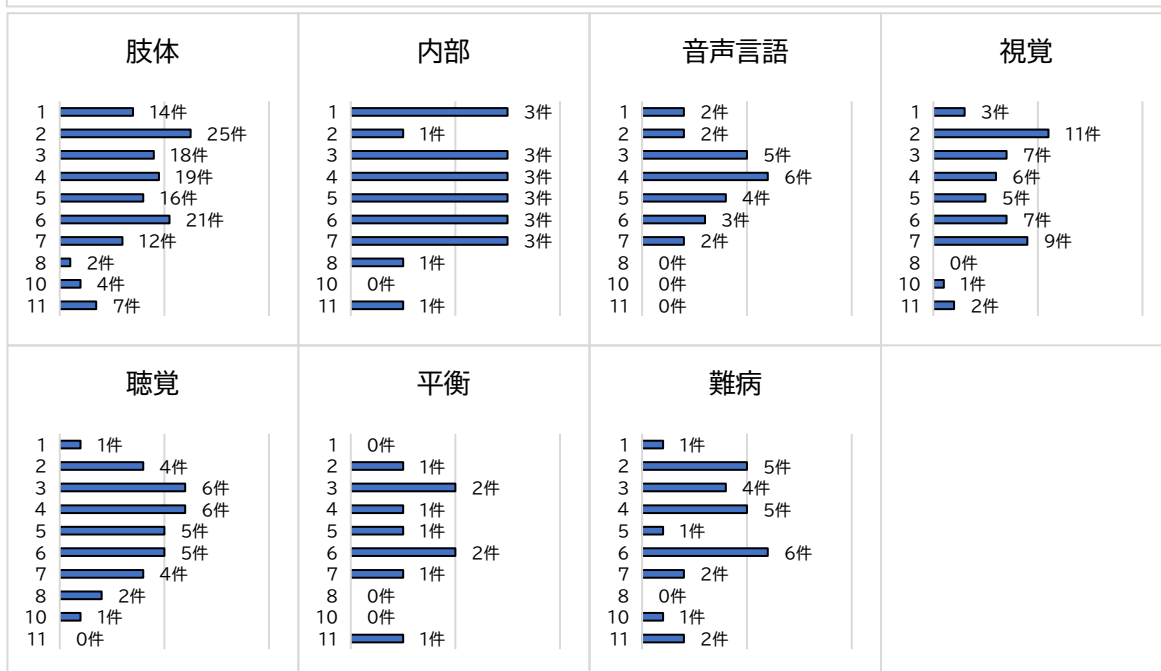 肢体
1 14件
2 25件
3 18件
4 19件
5 16件
6 21件
7 12件
8 2件
10 4件
11 7件
内部
1 3件
2 1件
3 3件
4 3件
5 3件
6 3件
7 3件
8 1件
10 0件
11 1件
音声言語
1 2件
2 2件
3 5件
4 6件
5 4件
6 3件
7 2件
8 0件
10 0件
11 0件
視覚
1 3件
2 11件
3 7件
4 6件
5 5件
6 7件
7 9件
8 0件
10 1件
11 2件
聴覚
1 1件
2 4件
3 6件
4 6件
5 5件
6 5件
7 4件
8 2件
10 1件
11 0件
平衡
1 0件
2 1件
3 2件
4 1件
5 1件
6 2件
7 1件
8 0件
10 0件
11 1件
難病
1 1件
2 5件
3 4件
4 5件
5 1件
6 6件
7 2件
8 0件
10 1件
11 2件